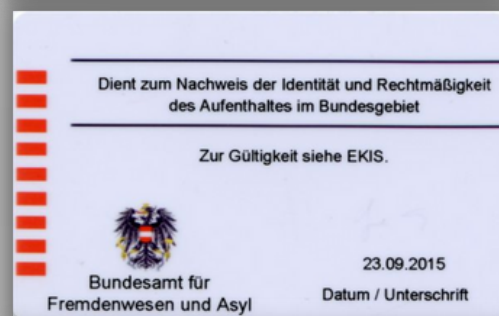 Dient zum Nachweis der Identität und Rechtmäßigkeit
des Aufenthaltes im Bundesgebiet
Zur Gültigkeit siehe EKIS.
23.09.2015
Bundesamt für
Fremdenwesen und Asyl
Datum / Unterschrift